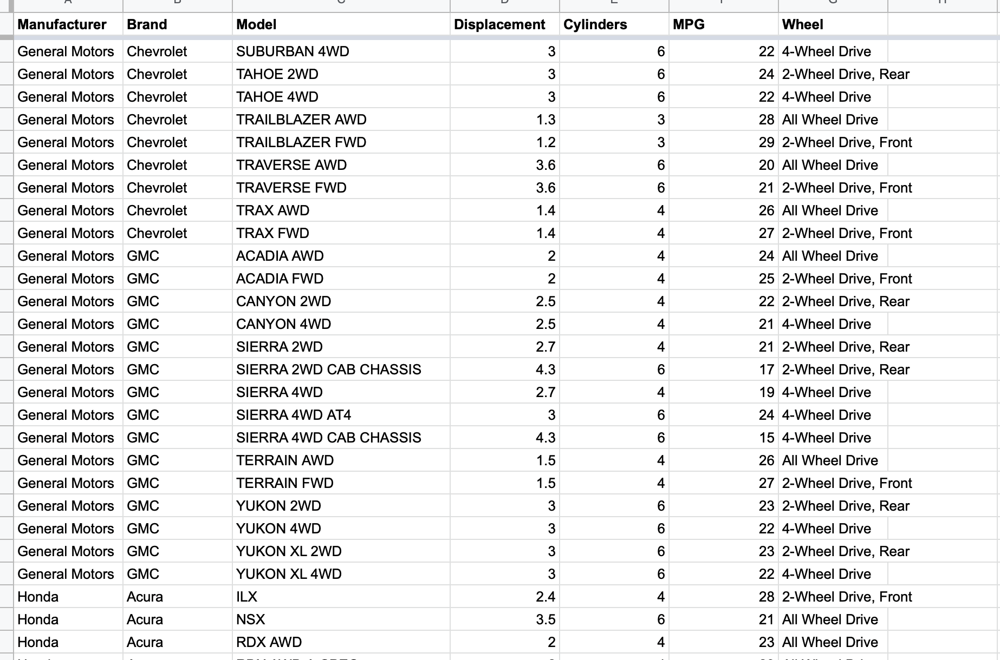 Manufacturer Brand Model Displacement Cylinders MPG Wheel
General Motors Chevrolet SUBURBAN 4WD 3 6 22 4-Wheel Drive
General Motors Chevrolet TAHOE 2WD 3 6 24 2-Wheel Drive, Rear
General Motors Chevrolet TAHOE 4WD 3 6 22 4-Wheel Drive
General Motors Chevrolet TRAILBLAZER AWD 1.3 3 28 All Wheel Drive
General Motors Chevrolet TRAILBLAZER FWD 1.2 3 29 2-Wheel Drive, Front
General Motors Chevrolet TRAVERSE AWD 3.6 6 20 All Wheel Drive
General Motors Chevrolet TRAVERSE FWD 3.6 6 21 2-Wheel Drive, Front
General Motors Chevrolet TRAX AWD 1.4 4 26 All Wheel Drive
General Motors Chevrolet TRAX FWD 1.4 4 27 2-Wheel Drive, Front
General Motors GMC ACADIA AWD 2 4 24 All Wheel Drive
General Motors GMC ACADIA FWD 2 4 25 2-Wheel Drive, Front
General Motors GMC CANYON 2WD 2.5 4 22 2-Wheel Drive, Rear
General Motors GMC CANYON 4WD 2.5 4 21 4-Wheel Drive
General Motors GMC SIERRA 2WD 2.7 4 21 2-Wheel Drive, Rear
General Motors GMC SIERRA 2WD CAB CHASSIS 4.3 6 17 2-Wheel Drive, Rear
General Motors GMC SIERRA 4WD 2.7 4 19 4-Wheel Drive
General Motors GMC SIERRA 4WD AT4 3 6 24 4-Wheel Drive
General Motors GMC SIERRA 4WD CAB CHASSIS 4.3 6 15 4-Wheel Drive
General Motors GMC TERRAIN AWD 1.5 4 26 All Wheel Drive
General Motors GMC TERRAIN FWD 1.5 4 27 2-Wheel Drive, Front
General Motors GMC YUKON 2WD 3 6 23 2-Wheel Drive, Rear
General Motors GMC YUKON 4WD 3 6 22 4-Wheel Drive
General Motors GMC YUKON XL 2WD 3 6 23 2-Wheel Drive, Rear
General Motors GMC YUKON XL 4WD 3 6 22 4-Wheel Drive
Honda Acura ILX 2.4 4 28 2-Wheel Drive, Front
Honda Acura NSX 3.5 6 21 All Wheel Drive
Honda Acura RDX AWD 2 4 23 All Wheel Drive